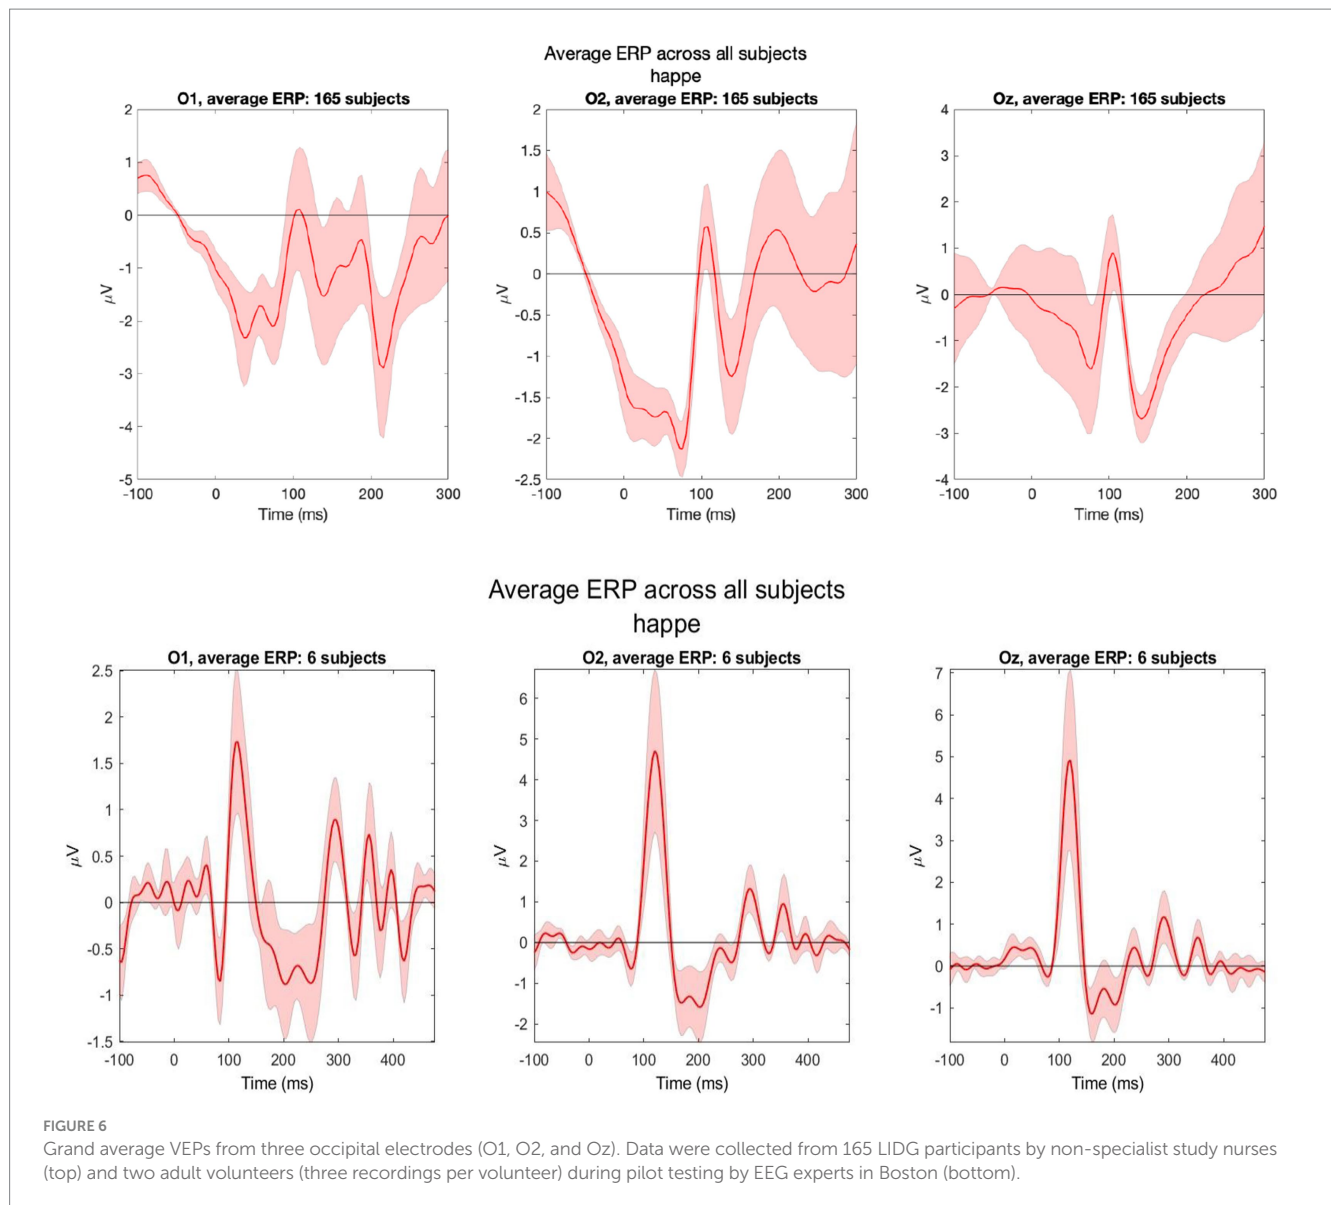 Average ERP across all subjects
happe
O1, average ERP: 165 subjects
2
1
0
-1
-2
-3
-4
-5
μV
-100 0 100 200 300
Time (ms)
O2, average ERP: 165 subjects
2
1.5
1
0.5
0
-0.5
-1
-1.5
-2
-2.5
μV
-100 0 100 200 300
Time (ms)
Oz, average ERP: 165 subjects
4
3
2
1
0
-1
-2
-3
-4
μV
-100 0 100 200 300
Time (ms)
Average ERP across all subjects
happe
O1, average ERP: 6 subjects
2.5
2
1.5
1
0.5
0
-0.5
-1
-1.5
μV
-100 0 100 200 300 400
Time (ms)
O2, average ERP: 6 subjects
6
5
4
3
2
1
0
-1
-2
μV
-100 0 100 200 300 400
Time (ms)
Oz, average ERP: 6 subjects
7
6
5
4
3
2
1
0
-1
μV
-100 0 100 200 300 400
Time (ms)
FIGURE 6
Grand average VEPs from three occipital electrodes (O1, O2, and Oz). Data were collected from 165 LIDG participants by non-specialist study nurses
(top) and two adult volunteers (three recordings per volunteer) during pilot testing by EEG experts in Boston (bottom).